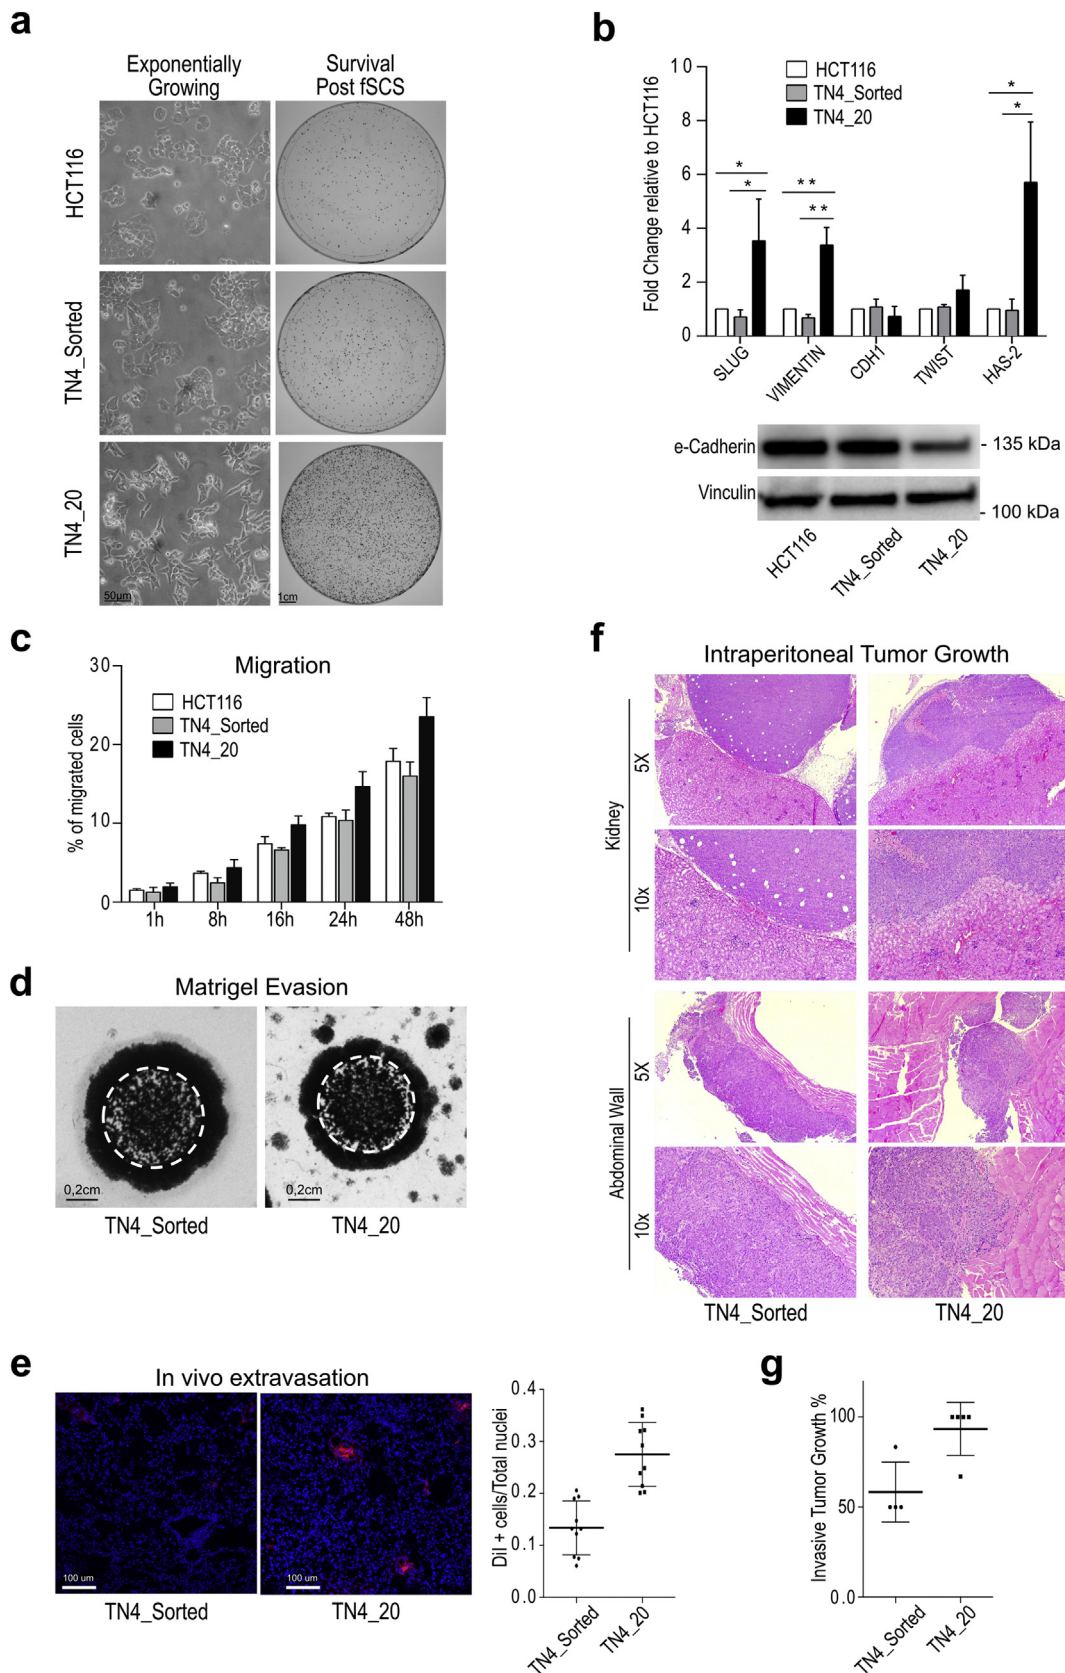 a
Exponentially
Growing
Survival
Post fSCS
HCT116
TN4_Sorted
TN4_20
50µm
1cm
b
Fold Change relative to HCT116
10
8
6
4
2
0
HCT116
TN4_Sorted
TN4_20
*
*
**
**
*
*
SLUG
VIMENTIN
CDH1
TWIST
HAS-2
e-Cadherin
- 135 kDa
Vinculin
- 100 kDa
HCT116
TN4_Sorted
TN4_20
c
Migration
% of migrated cells
30
20
10
0
HCT116
TN4_Sorted
TN4_20
1h
8h
16h
24h
48h
d
Matrigel Evasion
0,2cm
0,2cm
TN4_Sorted
TN4_20
e
In vivo extravasation
100 um
100 um
TN4_Sorted
TN4_20
Dil + cells/Total nuclei
0.4
0.3
0.2
0.1
0.0
TN4_Sorted
TN4_20
f
Intraperitoneal Tumor Growth
Kidney
5X
10x
Abdominal Wall
5X
10x
TN4_Sorted
TN4_20
g
Invasive Tumor Growth %
100
50
0.0
TN4_Sorted
TN4_20